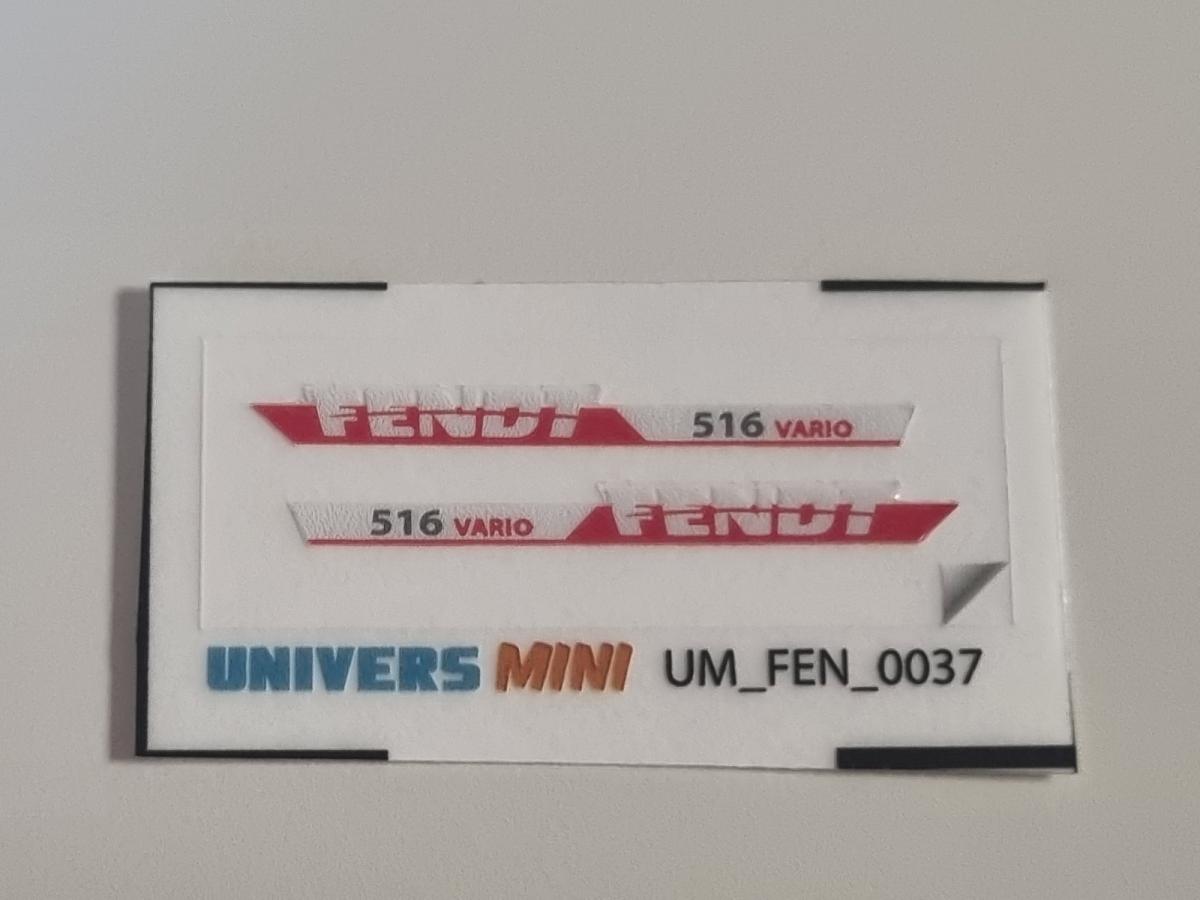 FENDT 516 VARIO
516 VARIO FENDT
UNIVERS MINI UM_FEN_0037